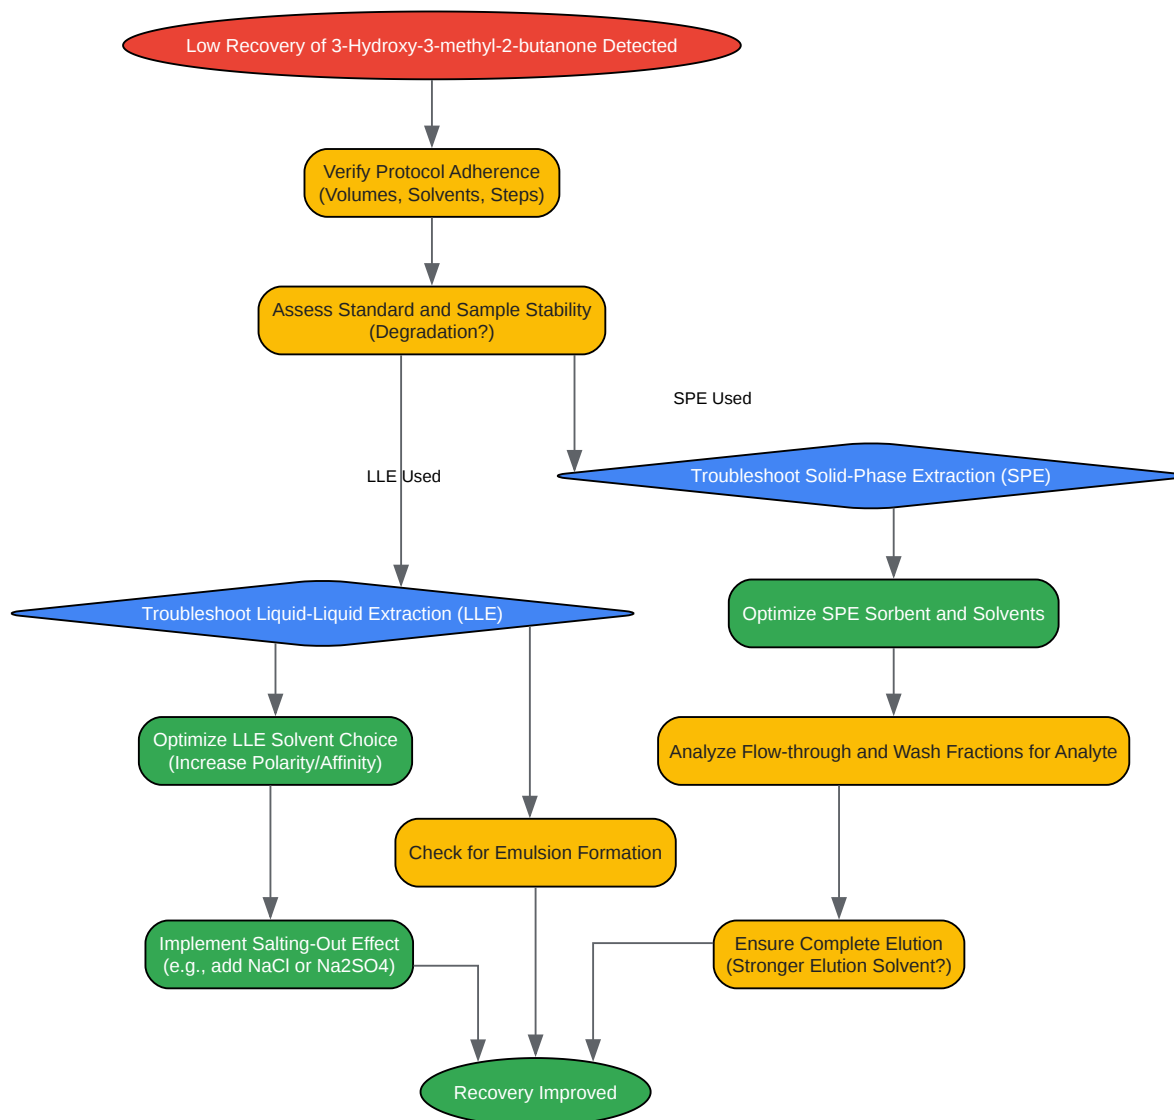 Low Recovery of 3-Hydroxy-3-methyl-2-butanone Detected
Verify Protocol Adherence
(Volumes, Solvents, Steps)
Assess Standard and Sample Stability
(Degradation?)
SPE Used
LLE Used
Troubleshoot Solid-Phase Extraction (SPE)
Troubleshoot Liquid-Liquid Extraction (LLE)
Optimize SPE Sorbent and Solvents
Optimize LLE Solvent Choice
(Increase Polarity/Affinity)
Analyze Flow-through and Wash Fractions for Analyte
Check for Emulsion Formation
Implement Salting-Out Effect
(e.g., add NaCl or Na2SO4)
Ensure Complete Elution
(Stronger Elution Solvent?)
Recovery Improved